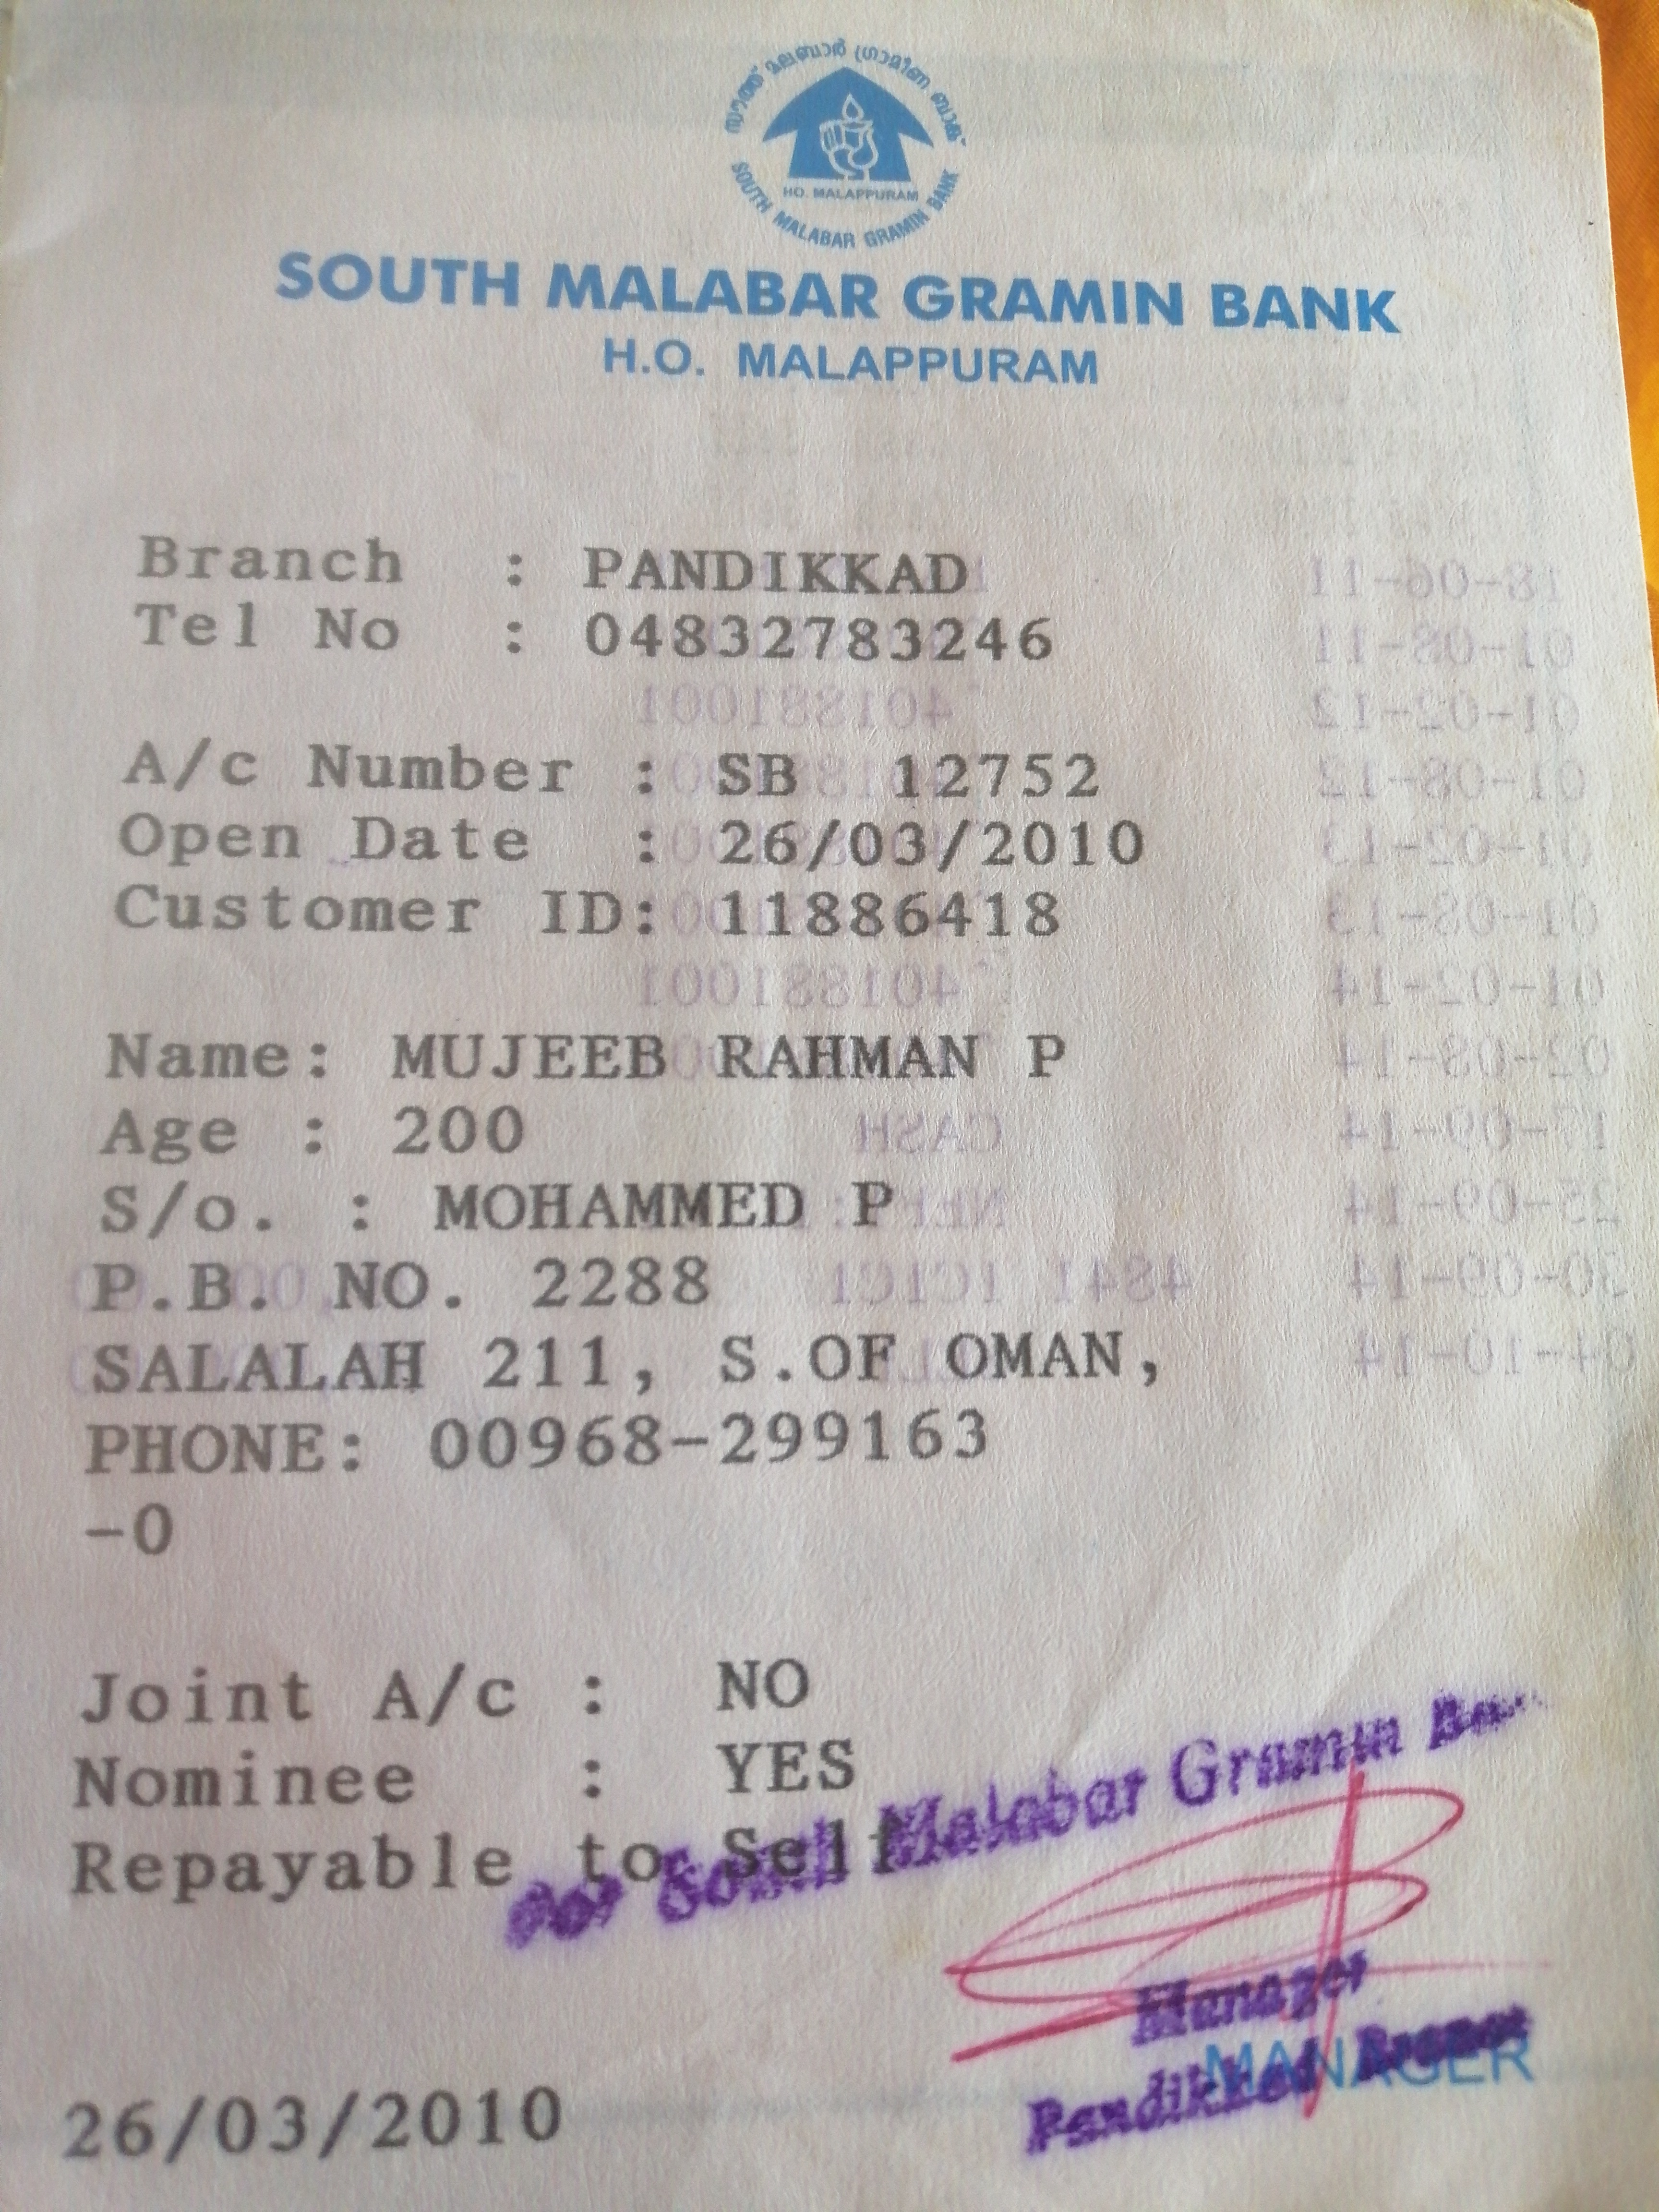 സൗത്ത് മലബാർ ഗ്രാമീണ ബാങ്ക്
HO. MALAPPURAM
SOUTH MALABAR GRAMIN BANK
SOUTH MALABAR GRAMIN BANK
H.O. MALAPPURAM
Branch : PANDIKKAD
Tel No : 04832783246
A/c Number : SB 12752
Open Date : 26/03/2010
Customer ID: 11886418
Name: MUJEEB RAHMAN P
Age : 200
S/o. : MOHAMMED P
P.B. NO. 2288
SALALAH 211, S.OF OMAN,
PHONE: 00968-299163
-0
Joint A/c : NO
Nominee : YES
Repayable to Self
For South Malabar Gramin
Manager
MANAGER
Pandikkad Branch
26/03/2010